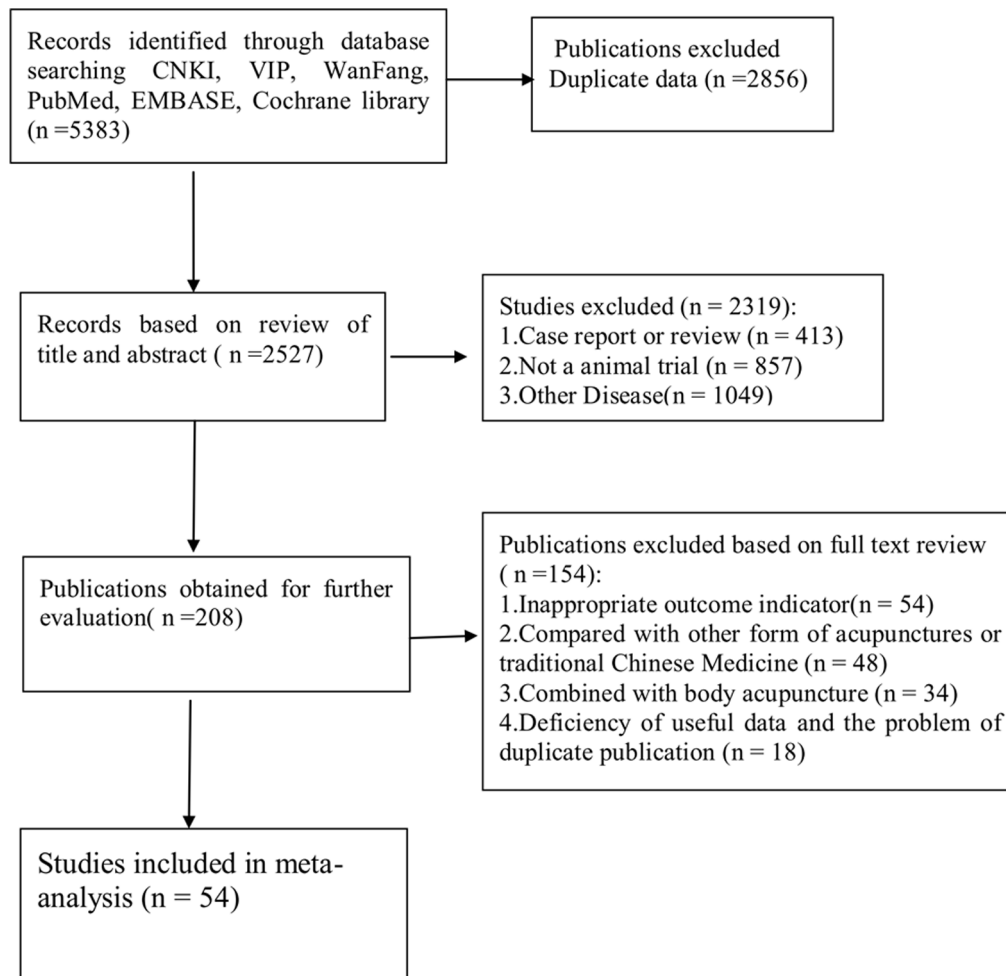 Records identified through database
searching CNKI, VIP, WanFang,
PubMed, EMBASE, Cochrane library
(n =5383)
Publications excluded
Duplicate data (n =2856)
Records based on review of
title and abstract ( n =2527)
Studies excluded (n = 2319):
1.Case report or review (n = 413)
2.Not a animal trial (n = 857)
3.Other Disease(n = 1049)
Publications obtained for further
evaluation( n =208)
Publications excluded based on full text review
( n =154):
1.Inappropriate outcome indicator(n = 54)
2.Compared with other form of acupunctures or
traditional Chinese Medicine (n = 48)
3.Combined with body acupuncture (n = 34)
4.Deficiency of useful data and the problem of
duplicate publication (n = 18)
Studies included in meta-
analysis (n = 54)